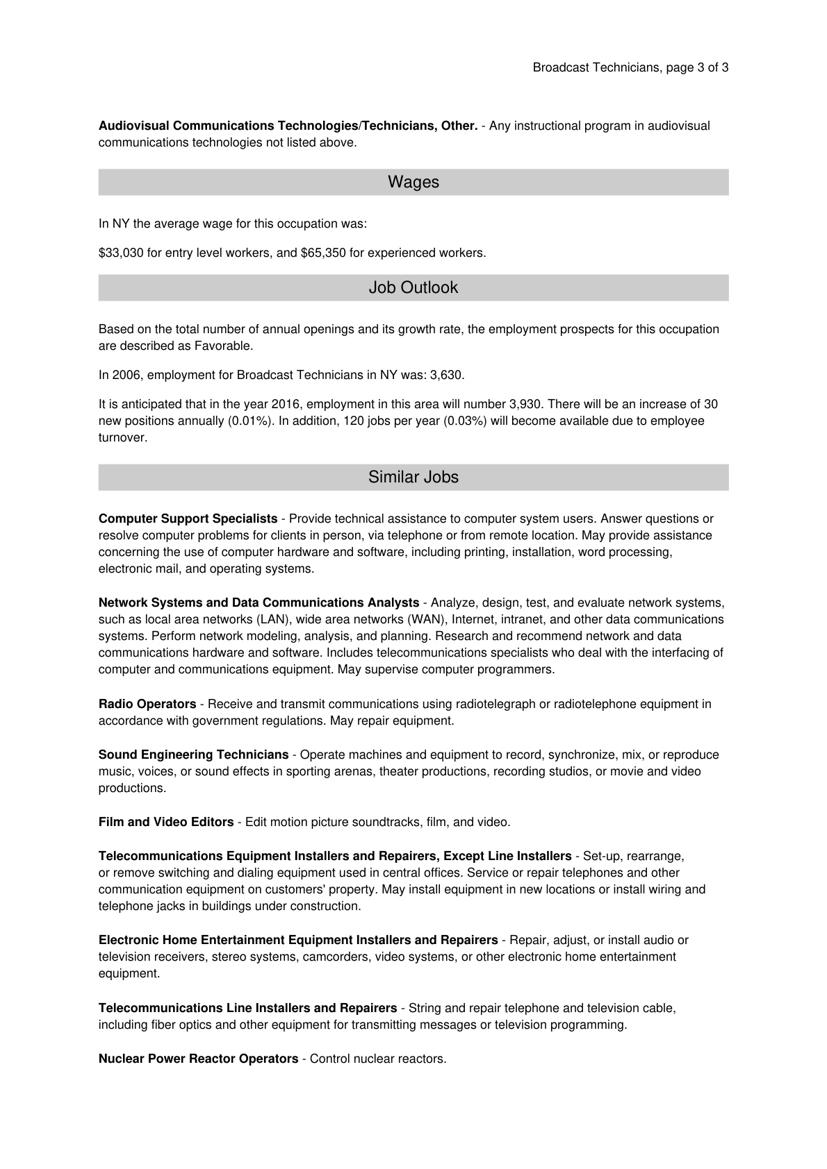 Broadcast Technicians, page 3 of 3
Audiovisual Communications Technologies/Technicians, Other. - Any instructional program in audiovisual
communications technologies not listed above.
Wages
In NY the average wage for this occupation was:
$33,030 for entry level workers, and $65,350 for experienced workers.
Job Outlook
Based on the total number of annual openings and its growth rate, the employment prospects for this occupation
are described as Favorable.
In 2006, employment for Broadcast Technicians in NY was: 3,630.
It is anticipated that in the year 2016, employment in this area will number 3,930. There will be an increase of 30
new positions annually (0.01%). In addition, 120 jobs per year (0.03%) will become available due to employee
turnover.
Similar Jobs
Computer Support Specialists - Provide technical assistance to computer system users. Answer questions or
resolve computer problems for clients in person, via telephone or from remote location. May provide assistance
concerning the use of computer hardware and software, including printing, installation, word processing,
electronic mail, and operating systems.
Network Systems and Data Communications Analysts - Analyze, design, test, and evaluate network systems,
such as local area networks (LAN), wide area networks (WAN), Internet, intranet, and other data communications
systems. Perform network modeling, analysis, and planning. Research and recommend network and data
communications hardware and software. Includes telecommunications specialists who deal with the interfacing of
computer and communications equipment. May supervise computer programmers.
Radio Operators - Receive and transmit communications using radiotelegraph or radiotelephone equipment in
accordance with government regulations. May repair equipment.
Sound Engineering Technicians - Operate machines and equipment to record, synchronize, mix, or reproduce
music, voices, or sound effects in sporting arenas, theater productions, recording studios, or movie and video
productions.
Film and Video Editors - Edit motion picture soundtracks, film, and video.
Telecommunications Equipment Installers and Repairers, Except Line Installers - Set-up, rearrange,
or remove switching and dialing equipment used in central offices. Service or repair telephones and other
communication equipment on customers' property. May install equipment in new locations or install wiring and
telephone jacks in buildings under construction.
Electronic Home Entertainment Equipment Installers and Repairers - Repair, adjust, or install audio or
television receivers, stereo systems, camcorders, video systems, or other electronic home entertainment
equipment.
Telecommunications Line Installers and Repairers - String and repair telephone and television cable,
including fiber optics and other equipment for transmitting messages or television programming.
Nuclear Power Reactor Operators - Control nuclear reactors.